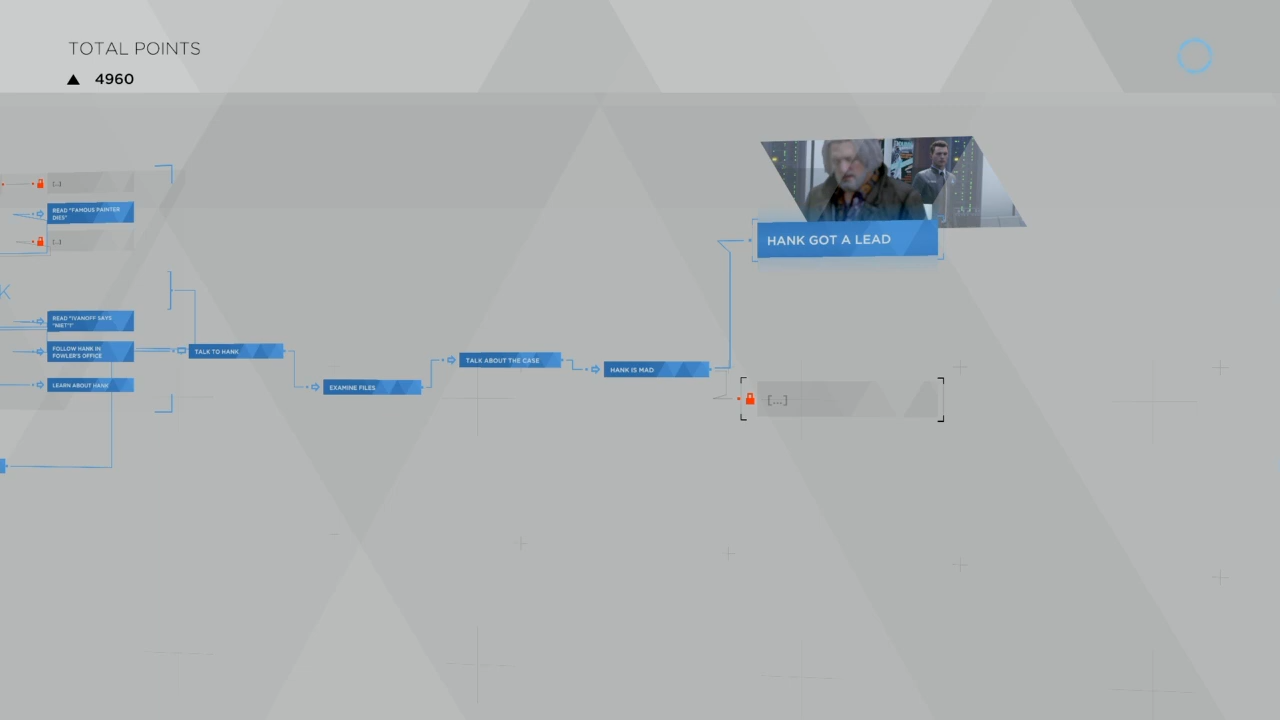 TOTAL POINTS
4960
[...]
READ "FAMOUS PAINTER
DIES"
[...]
K
READ "IVANOFF SAYS
"NIET"!"
FOLLOW HANK IN
FOWLER'S OFFICE
LEARN ABOUT HANK
TALK TO HANK
EXAMINE FILES
TALK ABOUT THE CASE
HANK IS MAD
HANK GOT A LEAD
[...]